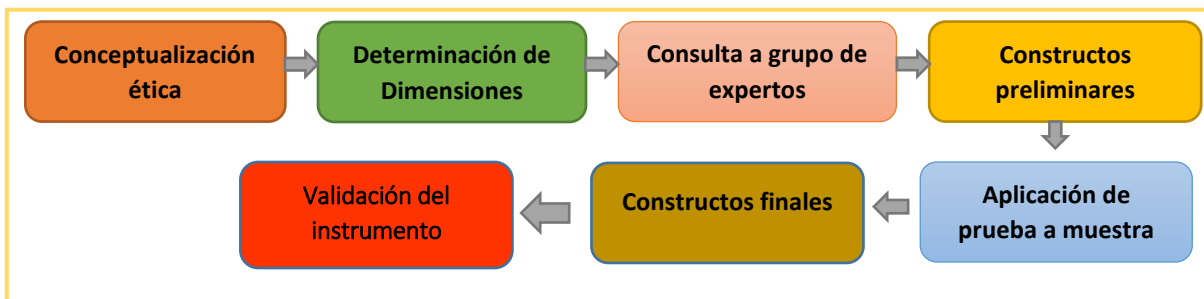 Conceptualización
ética
Determinación de
Dimensiones
Consulta a grupo de
expertos
Constructos
preliminares
Aplicación de
prueba a muestra
Constructos finales
Validación del
instrumento